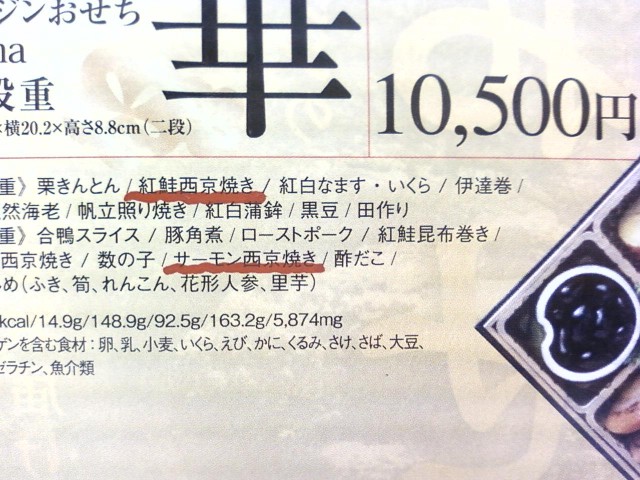 ジンおせち
na
段重
華
×横20.2×高さ8.8cm(二段)
10,500円
重》栗きんとん/紅鮭西京焼き/紅白なます・いくら/伊達巻/
然海老/帆立照り焼き/紅白蒲鉾/黒豆/田作り
重》合鴨スライス/豚角煮/ローストポーク/紅鮭昆布巻き/
西京焼き/数の子/サーモン西京焼き/酢だこ/
め(ふき、筍、れんこん、花形人参、里芋)
kcal/14.9g/148.9g/92.5g/163.2g/5,874mg
ゲンを含む食材:卵、乳、小麦、いくら、えび、かに、くるみ、さけ、さば、大豆、
ゼラチン、魚介類